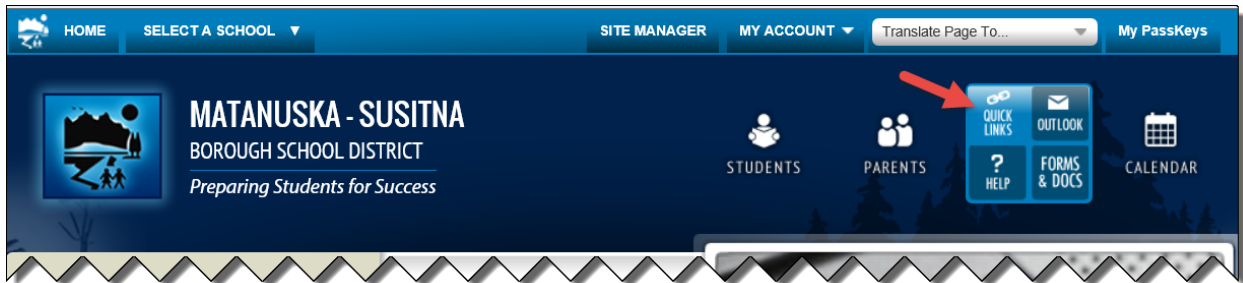 HOME SELECT A SCHOOL ▼ SITE MANAGER MY ACCOUNT ▼ Translate Page To... My PassKeys
MATANUSKA - SUSITNA
BOROUGH SCHOOL DISTRICT
Preparing Students for Success
STUDENTS
PARENTS
QUICK
LINKS
OUTLOOK
?
HELP
FORMS
& DOCS
CALENDAR